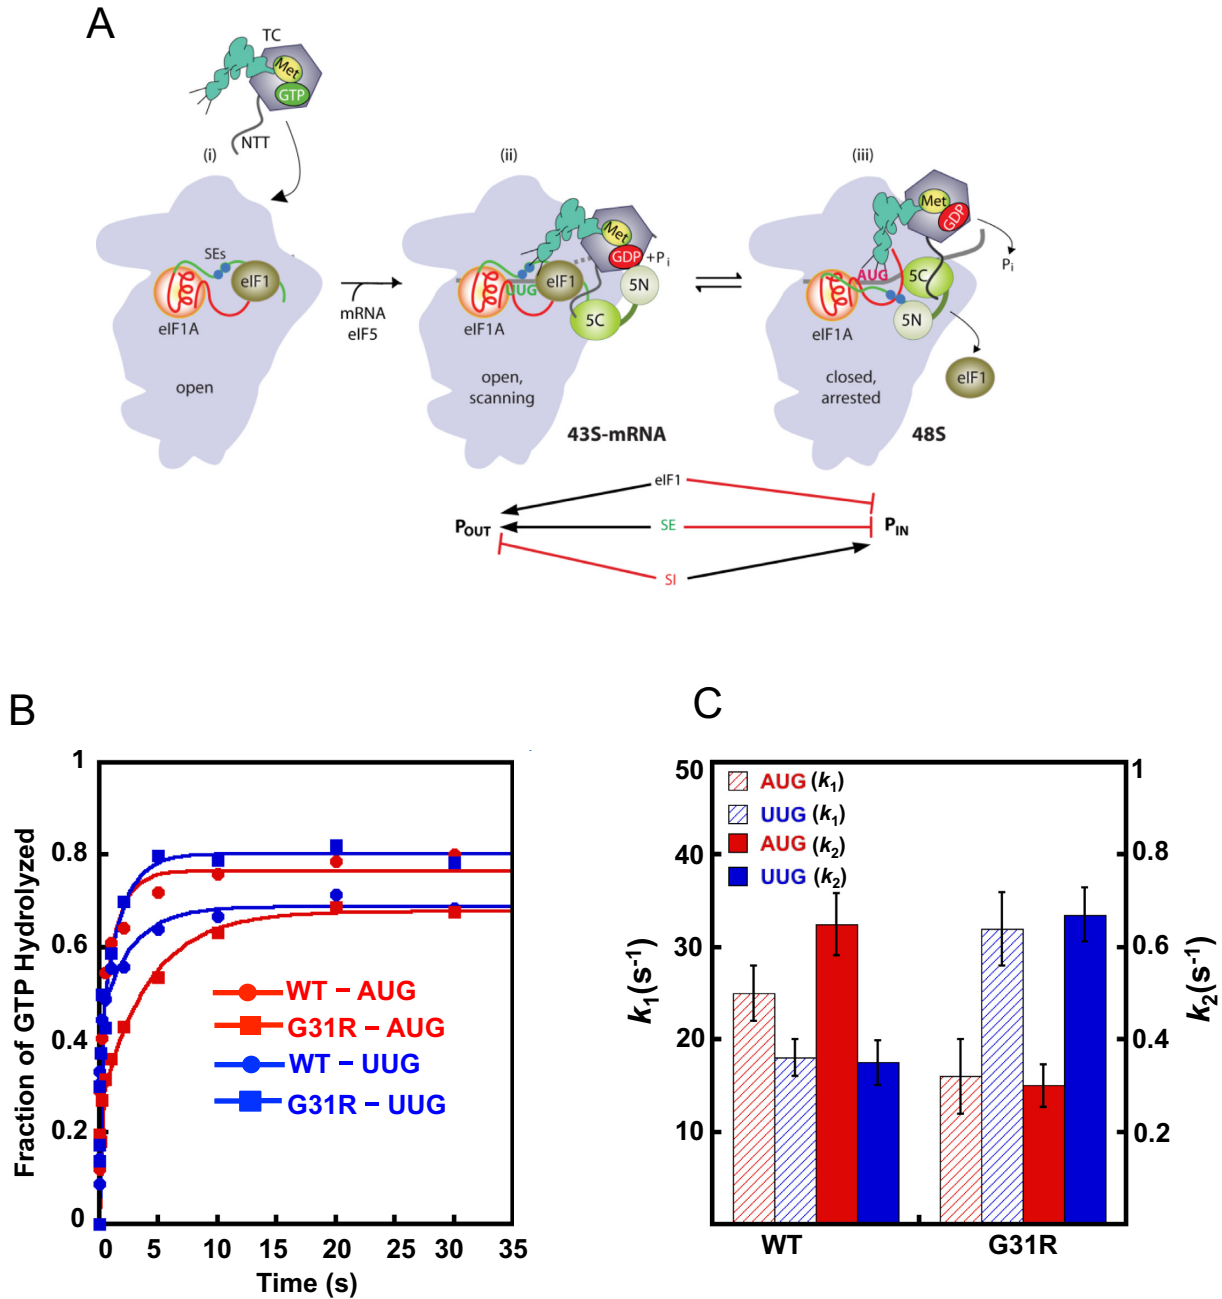 A
TC
Met
GTP
NTT
(i)
(ii)
(iii)
SEs
eIF1
eIF1A
open
mRNA
eIF5
Met
GDP
+Pi
UUG
eIF1
5N
5C
eIF1A
open,
scanning
43S-mRNA
Met
GDP
Pi
AUG
5C
5N
eIF1A
eIF1
closed,
arrested
48S
eIF1
POUT
SE
PIN
SI
B
Fraction of GTP Hydrolyzed
1
0.8
0.6
0.4
0.2
0
WT – AUG
G31R – AUG
WT – UUG
G31R – UUG
0 5 10 15 20 25 30 35
Time (s)
C
k1(s-1)
50
40
30
20
10
AUG (k1)
UUG (k1)
AUG (k2)
UUG (k2)
1
0.8
0.6
0.4
0.2
k2(s-1)
WT G31R